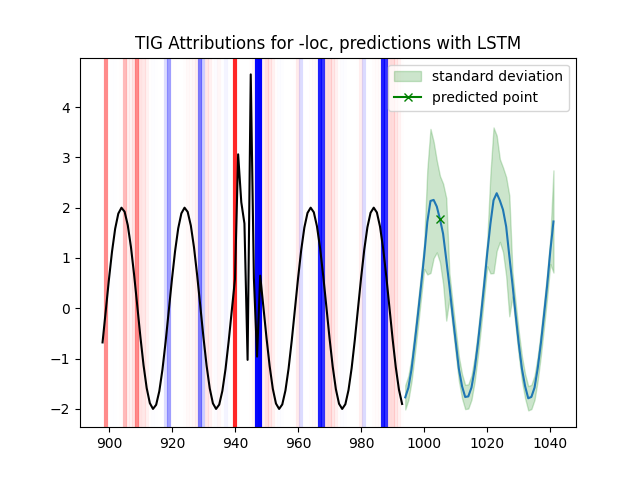 TIG Attributions for -loc, predictions with LSTM
standard deviation
predicted point
4
3
2
1
0
−1
−2
900 920 940 960 980 1000 1020 1040